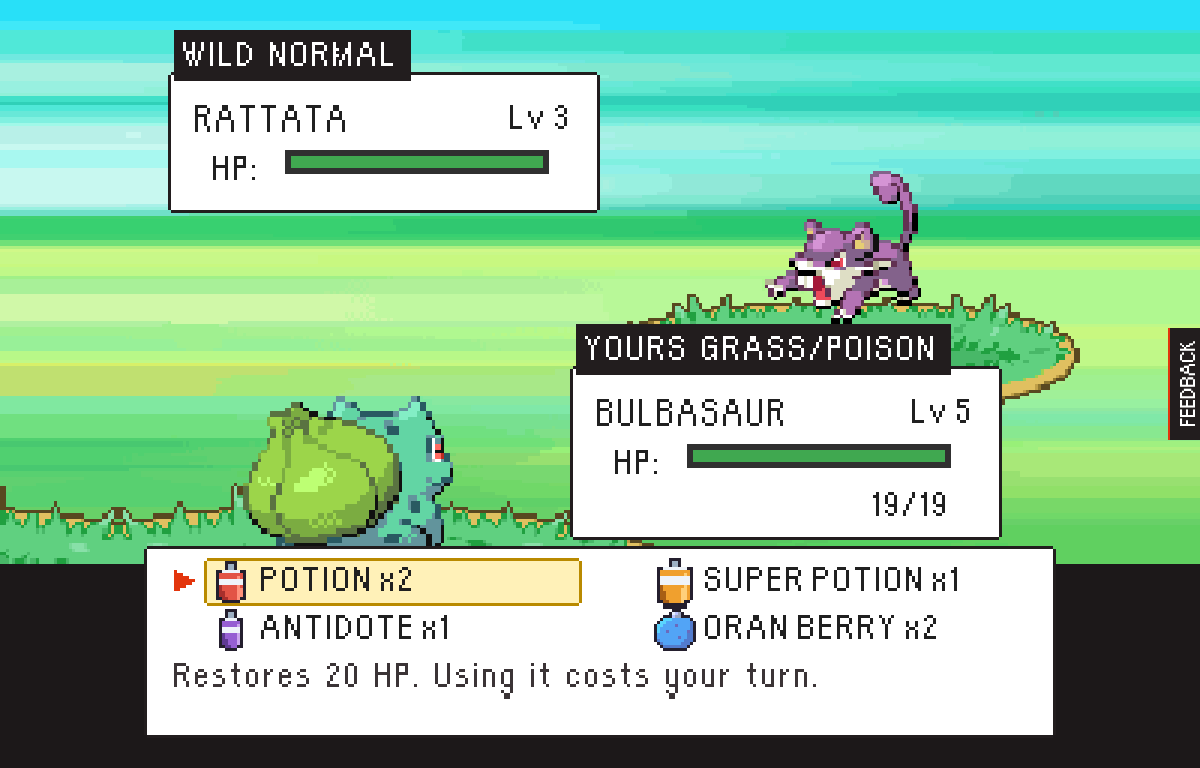 WILD NORMAL
RATTATA Lv 3
HP:
YOURS GRASS/POISON
BULBASAUR Lv 5
HP:
19/19
FEEDBACK
POTION x2 SUPER POTION x1
ANTIDOTE x1 ORAN BERRY x2
Restores 20 HP. Using it costs your turn.